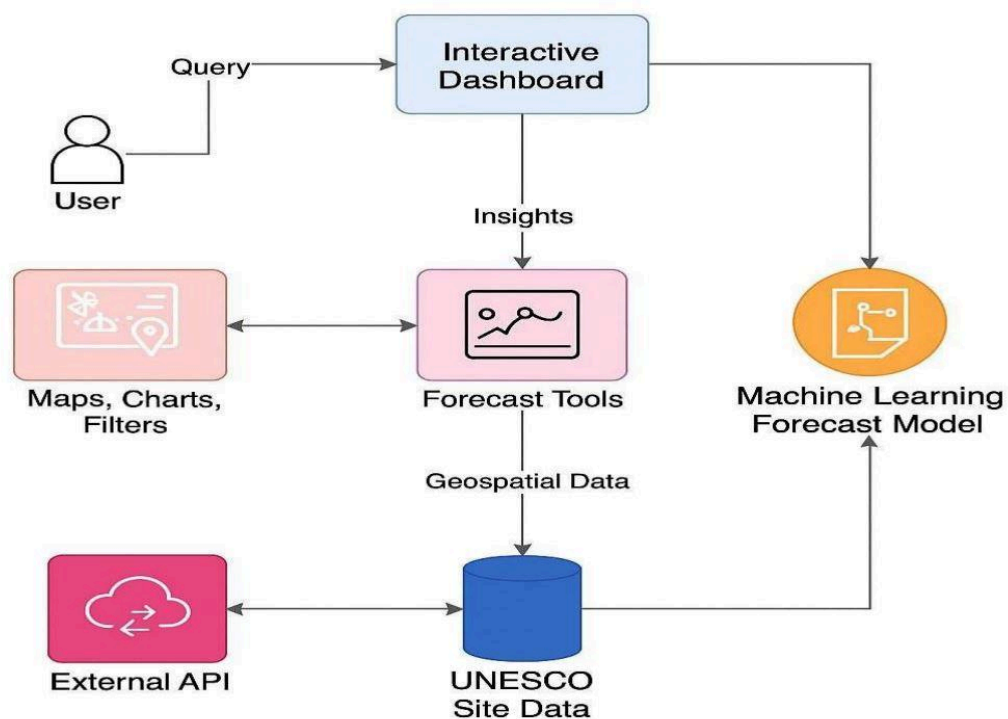 Interactive
Dashboard
Query
User
Insights
Maps, Charts,
Filters
Forecast Tools
Machine Learning
Forecast Model
Geospatial Data
External API
UNESCO
Site Data